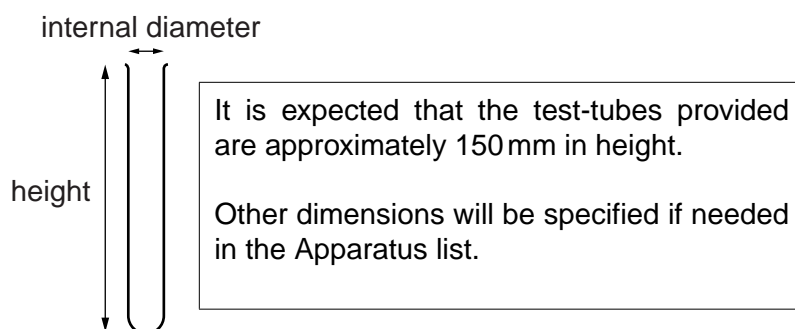 internal diameter
height
It is expected that the test-tubes provided
are approximately 150 mm in height.
Other dimensions will be specified if needed
in the Apparatus list.